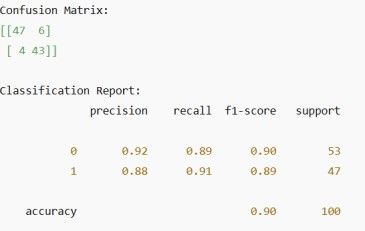 Confusion Matrix:
[[47  6]
 [ 4 43]]
Classification Report:
precision recall f1-score support
0 0.92 0.89 0.90 53
1 0.88 0.91 0.89 47
accuracy 0.90 100